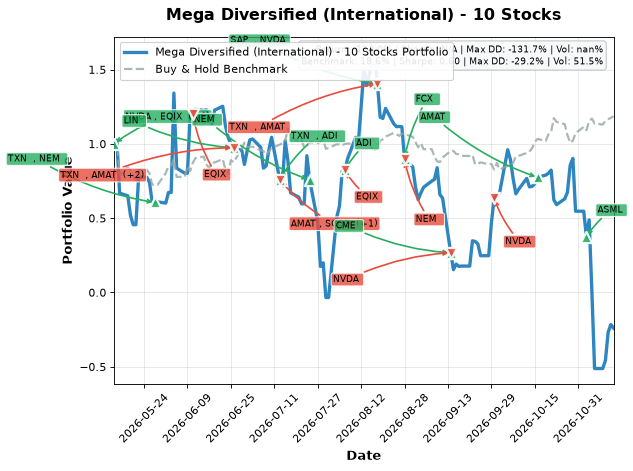 Mega Diversified (International) - 10 Stocks
SAP , NVDA
Mega Diversified (International) - 10 Stocks Portfolio
Buy & Hold Benchmark
A | Max DD: -131.7% | Vol: nan%
Benchmark: 18.6% | Sharpe: 0.60 | Max DD: -29.2% | Vol: 51.5%
FCX
NVDA , EQIX
LIN
NEM
AMAT
TXN , AMAT
TXN , ADI
ADI
TXN , NEM
TXN , AMAT (+2)
EQIX
EQIX
ASML
NEM
AMAT , (+1)
CME
NVDA
NVDA
1.5
1.0
0.5
0.0
−0.5
Portfolio Value
2026-05-24
2026-06-09
2026-06-25
2026-07-11
2026-07-27
2026-08-12
2026-08-28
2026-09-13
2026-09-29
2026-10-15
2026-10-31
Date